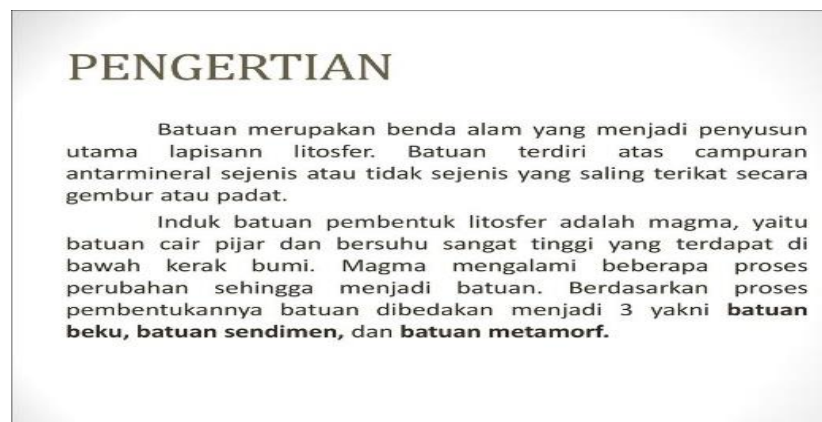 PENGERTIAN
Batuan merupakan benda alam yang menjadi penyusun
utama lapisann litosfer. Batuan terdiri atas campuran
antarmineral sejenis atau tidak sejenis yang saling terikat secara
gembur atau padat.
Induk batuan pembentuk litosfer adalah magma, yaitu
batuan cair pijar dan bersuhu sangat tinggi yang terdapat di
bawah kerak bumi. Magma mengalami beberapa proses
perubahan sehingga menjadi batuan. Berdasarkan proses
pembentukannya batuan dibedakan menjadi 3 yakni batuan
beku, batuan sendimen, dan batuan metamorf.